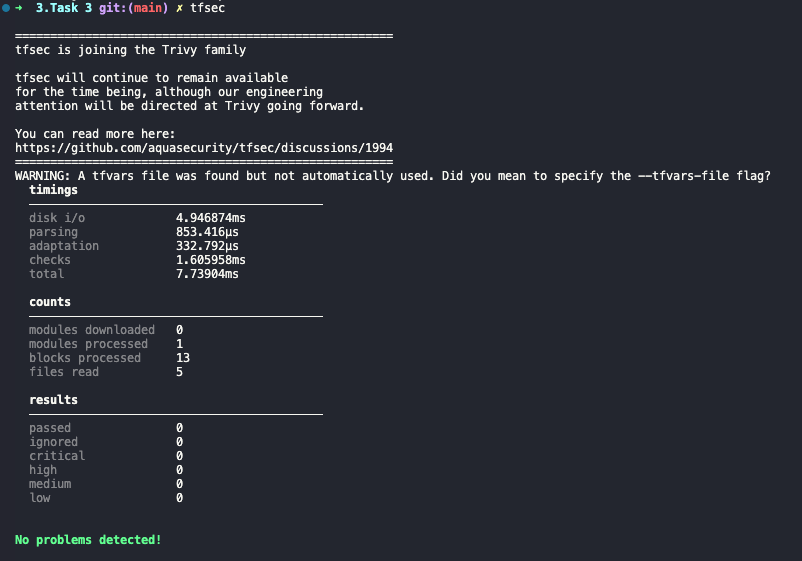 ➜ 3.Task 3 git:(main) ✗ tfsec
======================================================
tfsec is joining the Trivy family
tfsec will continue to remain available
for the time being, although our engineering
attention will be directed at Trivy going forward.
You can read more here:
https://github.com/aquasecurity/tfsec/discussions/1994
======================================================
WARNING: A tfvars file was found but not automatically used. Did you mean to specify the --tfvars-file flag?
timings
disk i/o 4.946874ms
parsing 853.416µs
adaptation 332.792µs
checks 1.605958ms
total 7.73904ms
counts
modules downloaded 0
modules processed 1
blocks processed 13
files read 5
results
passed 0
ignored 0
critical 0
high 0
medium 0
low 0
No problems detected!